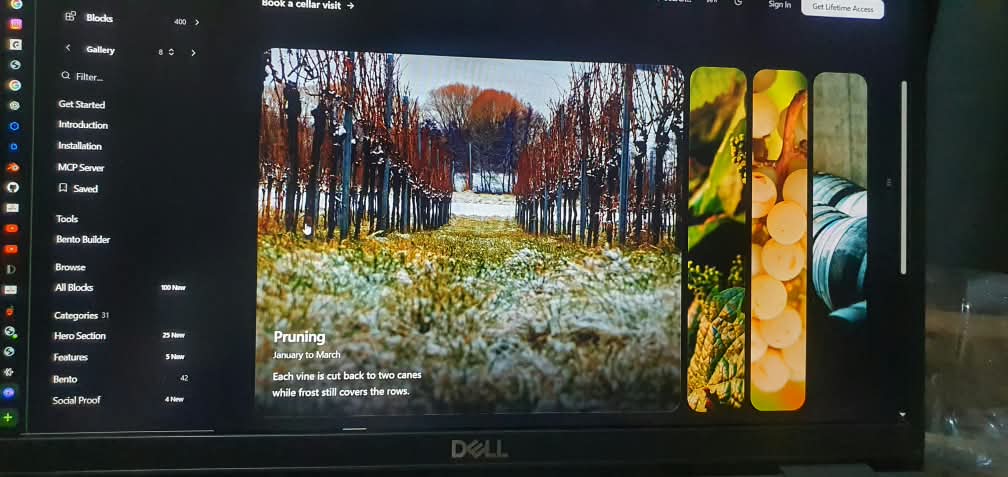 Book a cellar visit →
Sign In
Get Lifetime Access
Blocks 400
Gallery 8
Filter...
Get Started
Introduction
Installation
MCP Server
Saved
Tools
Bento Builder
Browse
All Blocks 100 New
Categories 31
Hero Section 25 New
Features 5 New
Bento 42
Social Proof 4 New
Pruning
January to March
Each vine is cut back to two canes
while frost still covers the rows.
DELL